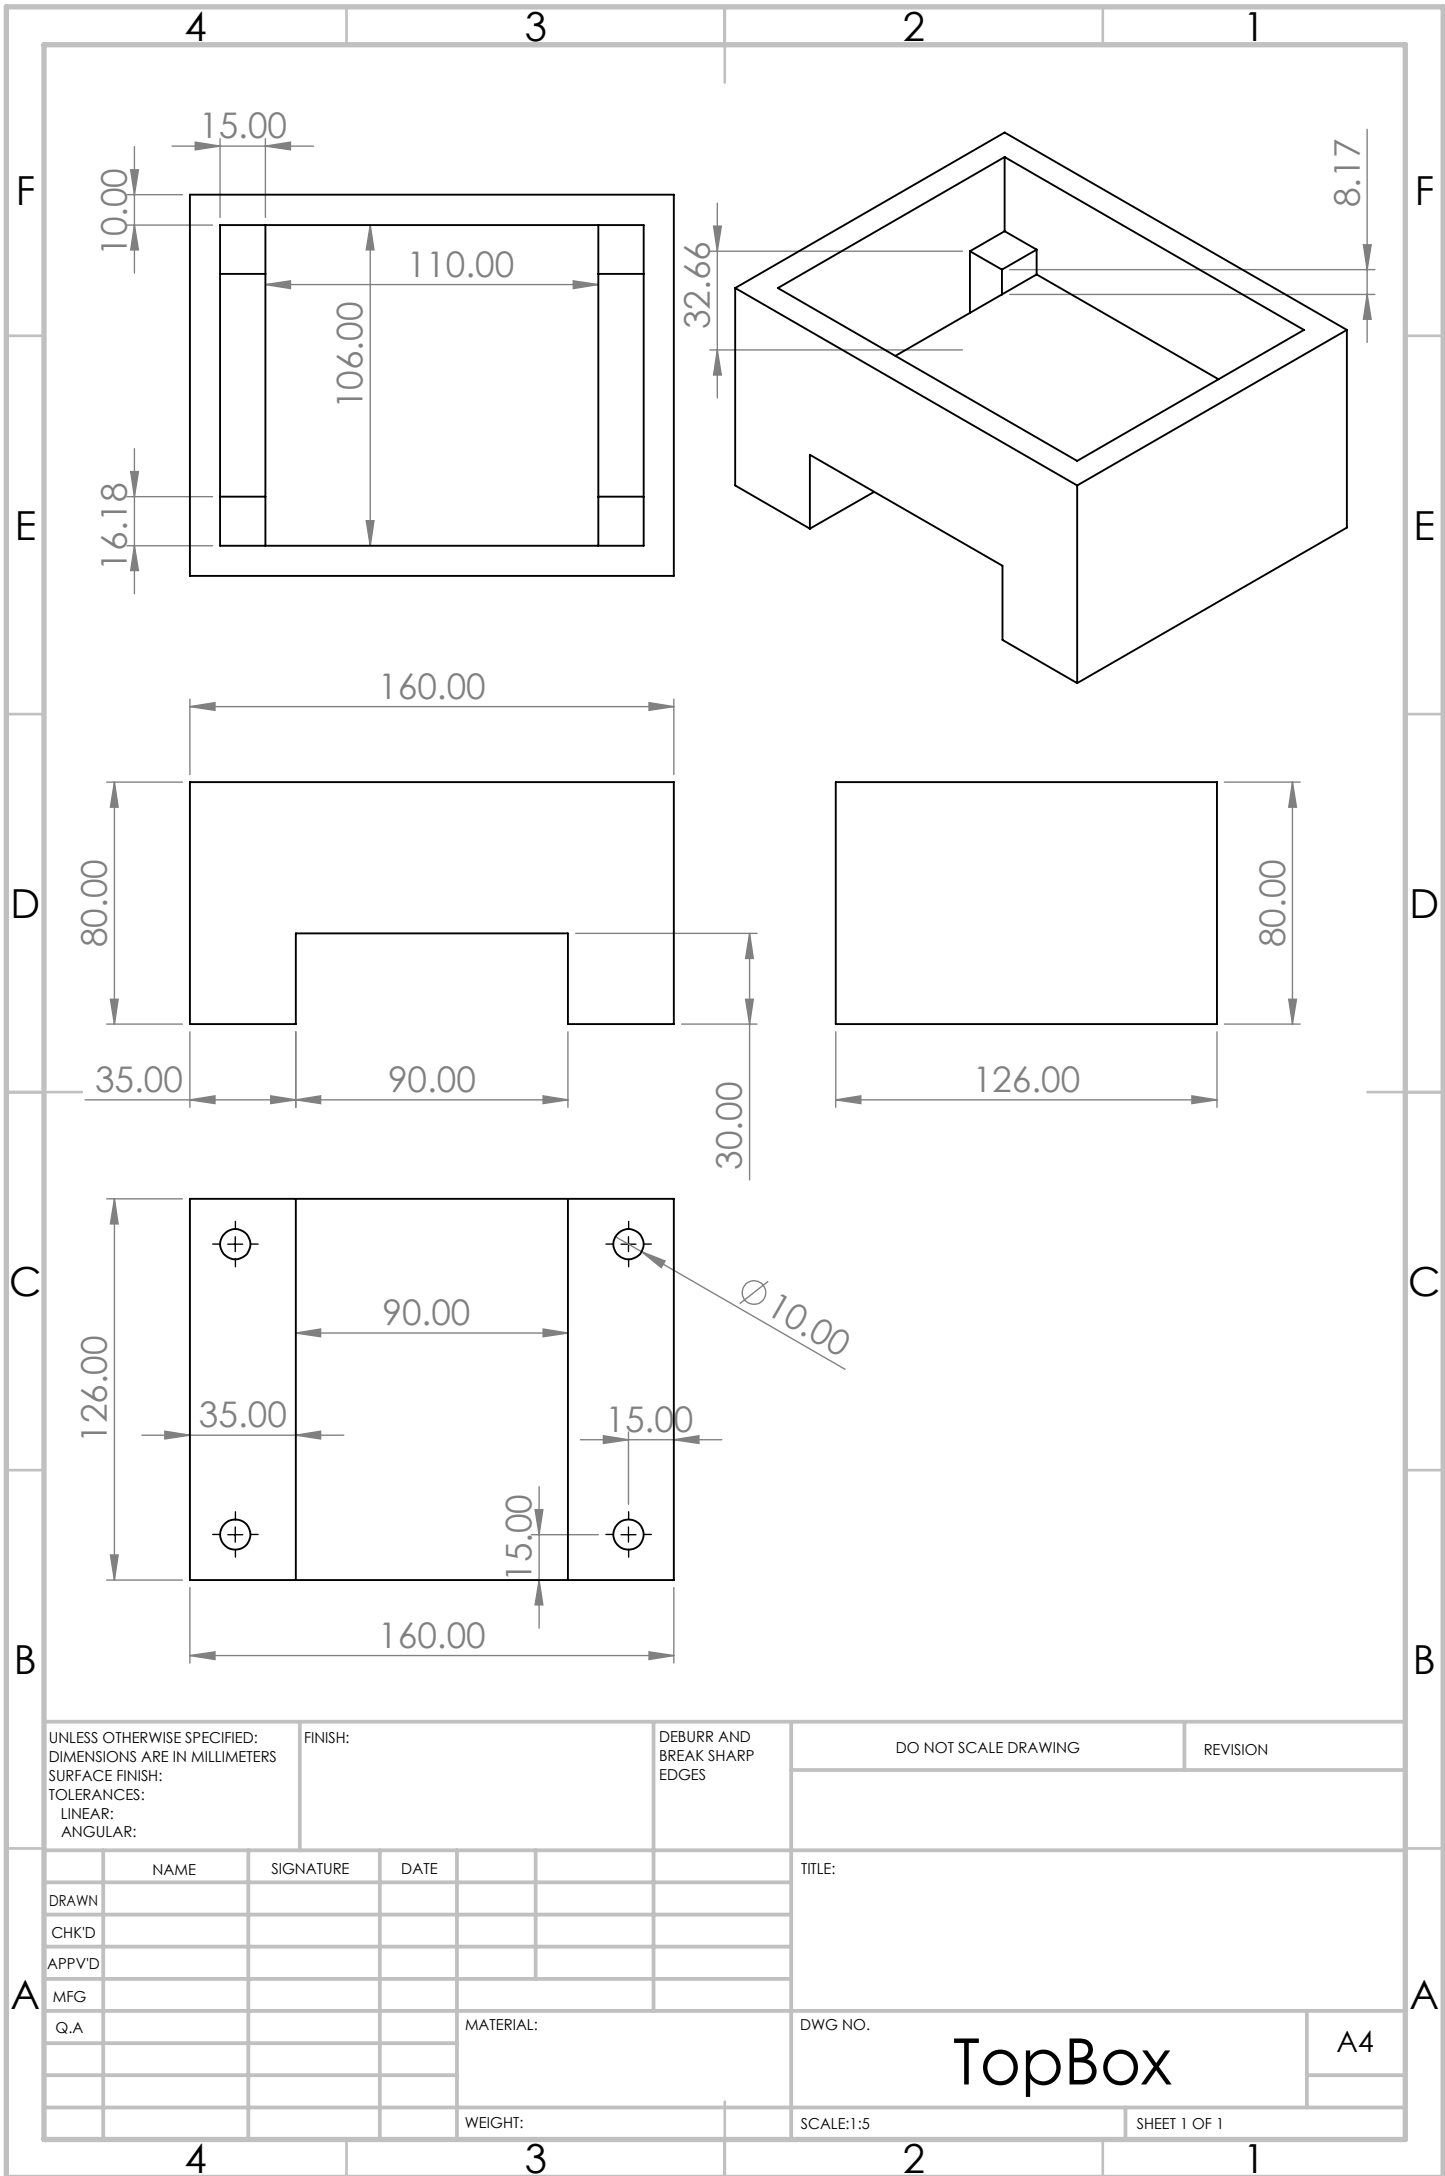 4 3 2 1
F F
E E
D D
C C
B B
A A
15.00
10.00
110.00
106.00
16.18
32.66
8.17
160.00
80.00
35.00
90.00
30.00
80.00
126.00
126.00
90.00
Ø 10.00
35.00
15.00
15.00
160.00
UNLESS OTHERWISE SPECIFIED:
DIMENSIONS ARE IN MILLIMETERS
SURFACE FINISH:
TOLERANCES:
LINEAR:
ANGULAR:
FINISH:
DEBURR AND
BREAK SHARP
EDGES
DO NOT SCALE DRAWING
REVISION
NAME SIGNATURE DATE
DRAWN
CHK'D
APPV'D
MFG
Q.A
TITLE:
MATERIAL:
DWG NO.
TopBox
A4
WEIGHT:
SCALE:1:5
SHEET 1 OF 1
4 3 2 1